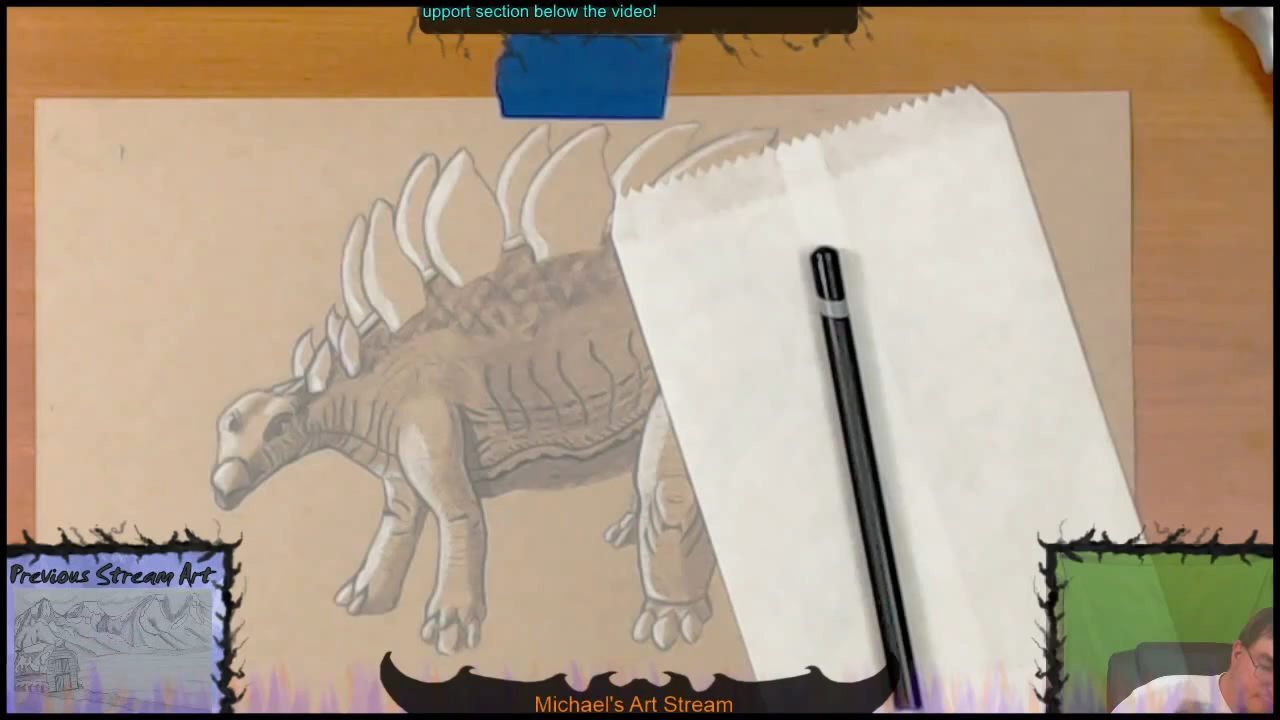 upport section below the video!
Previous Stream Art
Michael's Art Stream